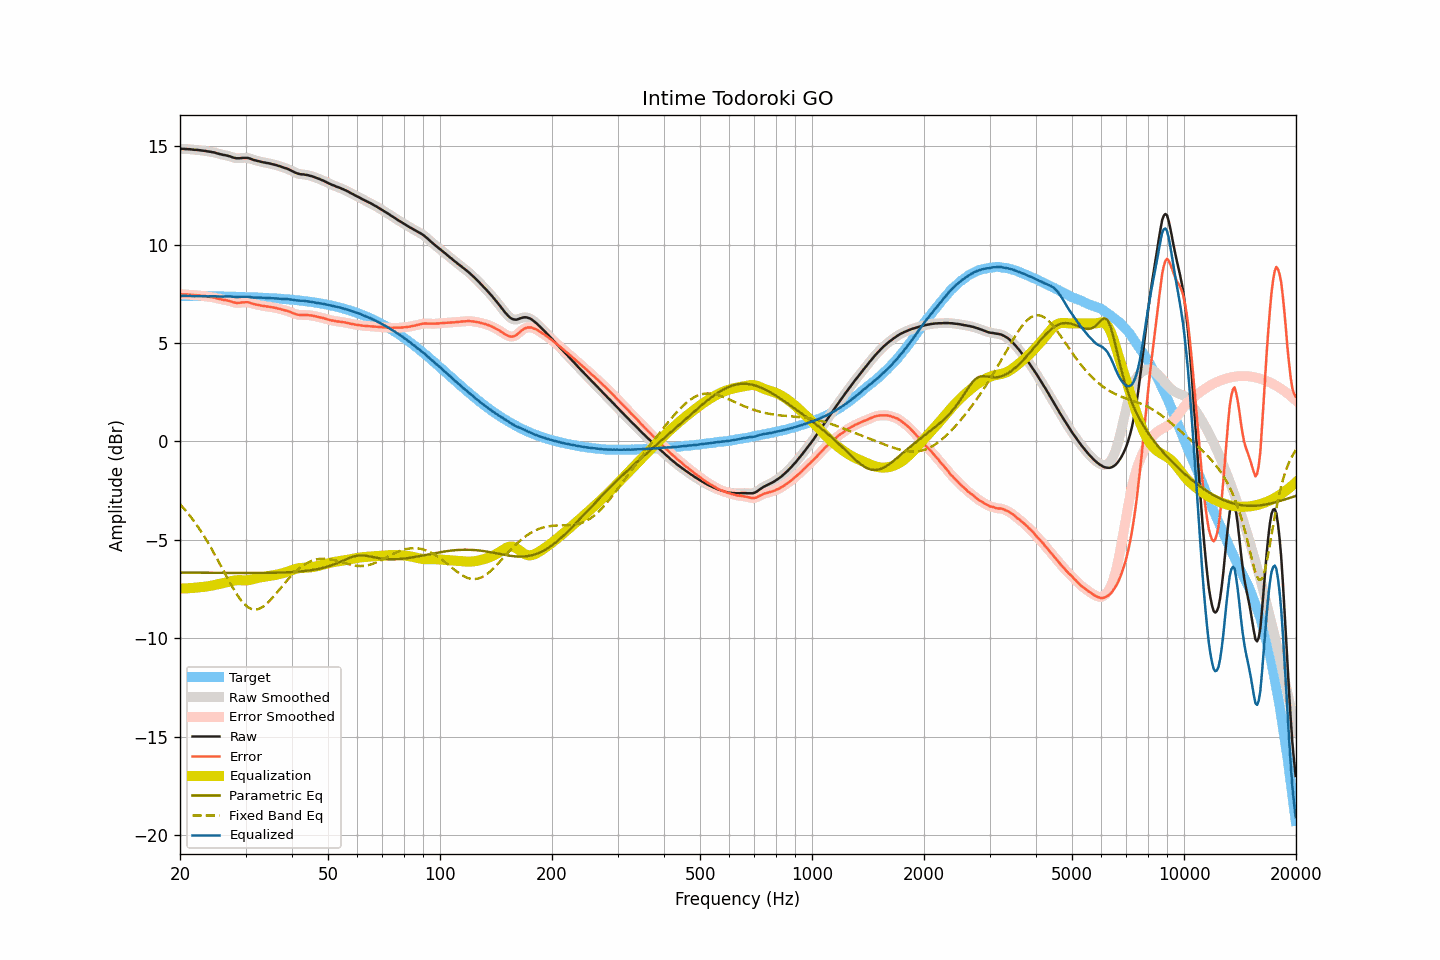 Intime Todoroki GO
15
10
5
0
−5
−10
−15
−20
Amplitude (dBr)
Target
Raw Smoothed
Error Smoothed
Raw
Error
Equalization
Parametric Eq
Fixed Band Eq
Equalized
20 50 100 200 500 1000 2000 5000 10000 20000
Frequency (Hz)